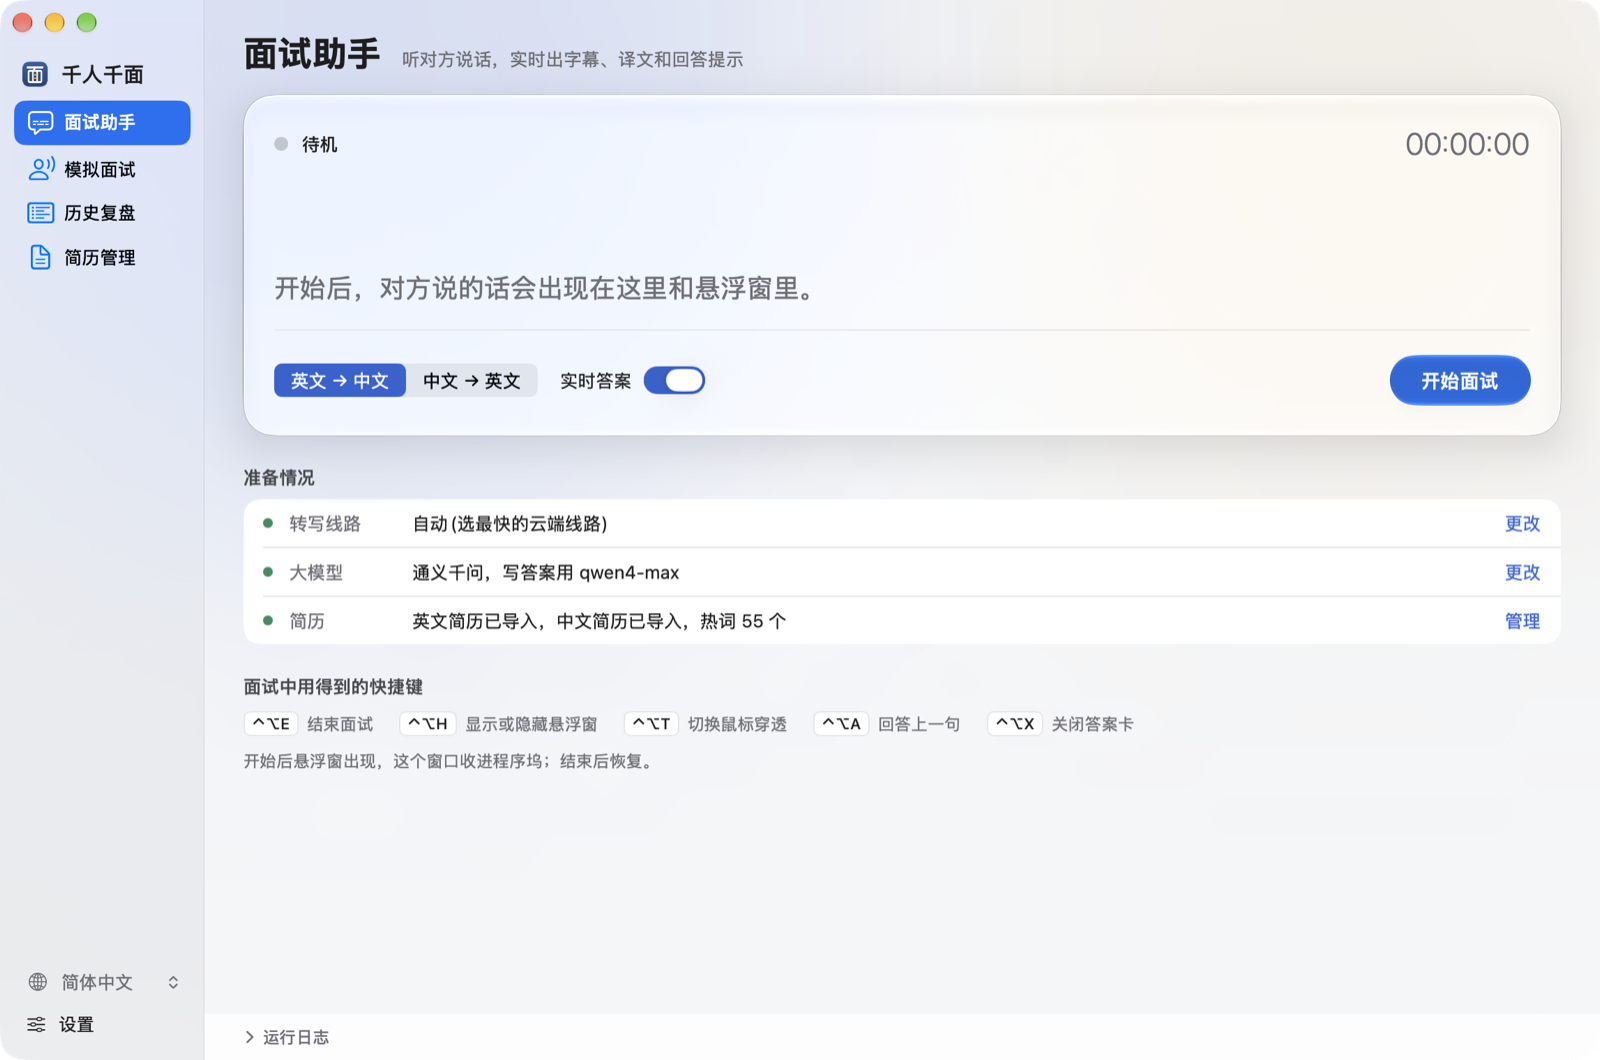 千人千面
面试助手
模拟面试
历史复盘
简历管理
简体中文
设置
面试助手 听对方说话，实时出字幕、译文和回答提示
待机 00:00:00
开始后，对方说的话会出现在这里和悬浮窗里。
英文 → 中文 中文 → 英文 实时答案 开始面试
准备情况
转写线路 自动 (选最快的云端线路) 更改
大模型 通义千问，写答案用 qwen4-max 更改
简历 英文简历已导入，中文简历已导入，热词 55 个 管理
面试中用得到的快捷键
⌃⌥E 结束面试 ⌃⌥H 显示或隐藏悬浮窗 ⌃⌥T 切换鼠标穿透 ⌃⌥A 回答上一句 ⌃⌥X 关闭答案卡
开始后悬浮窗出现，这个窗口收进程序坞；结束后恢复。
运行日志